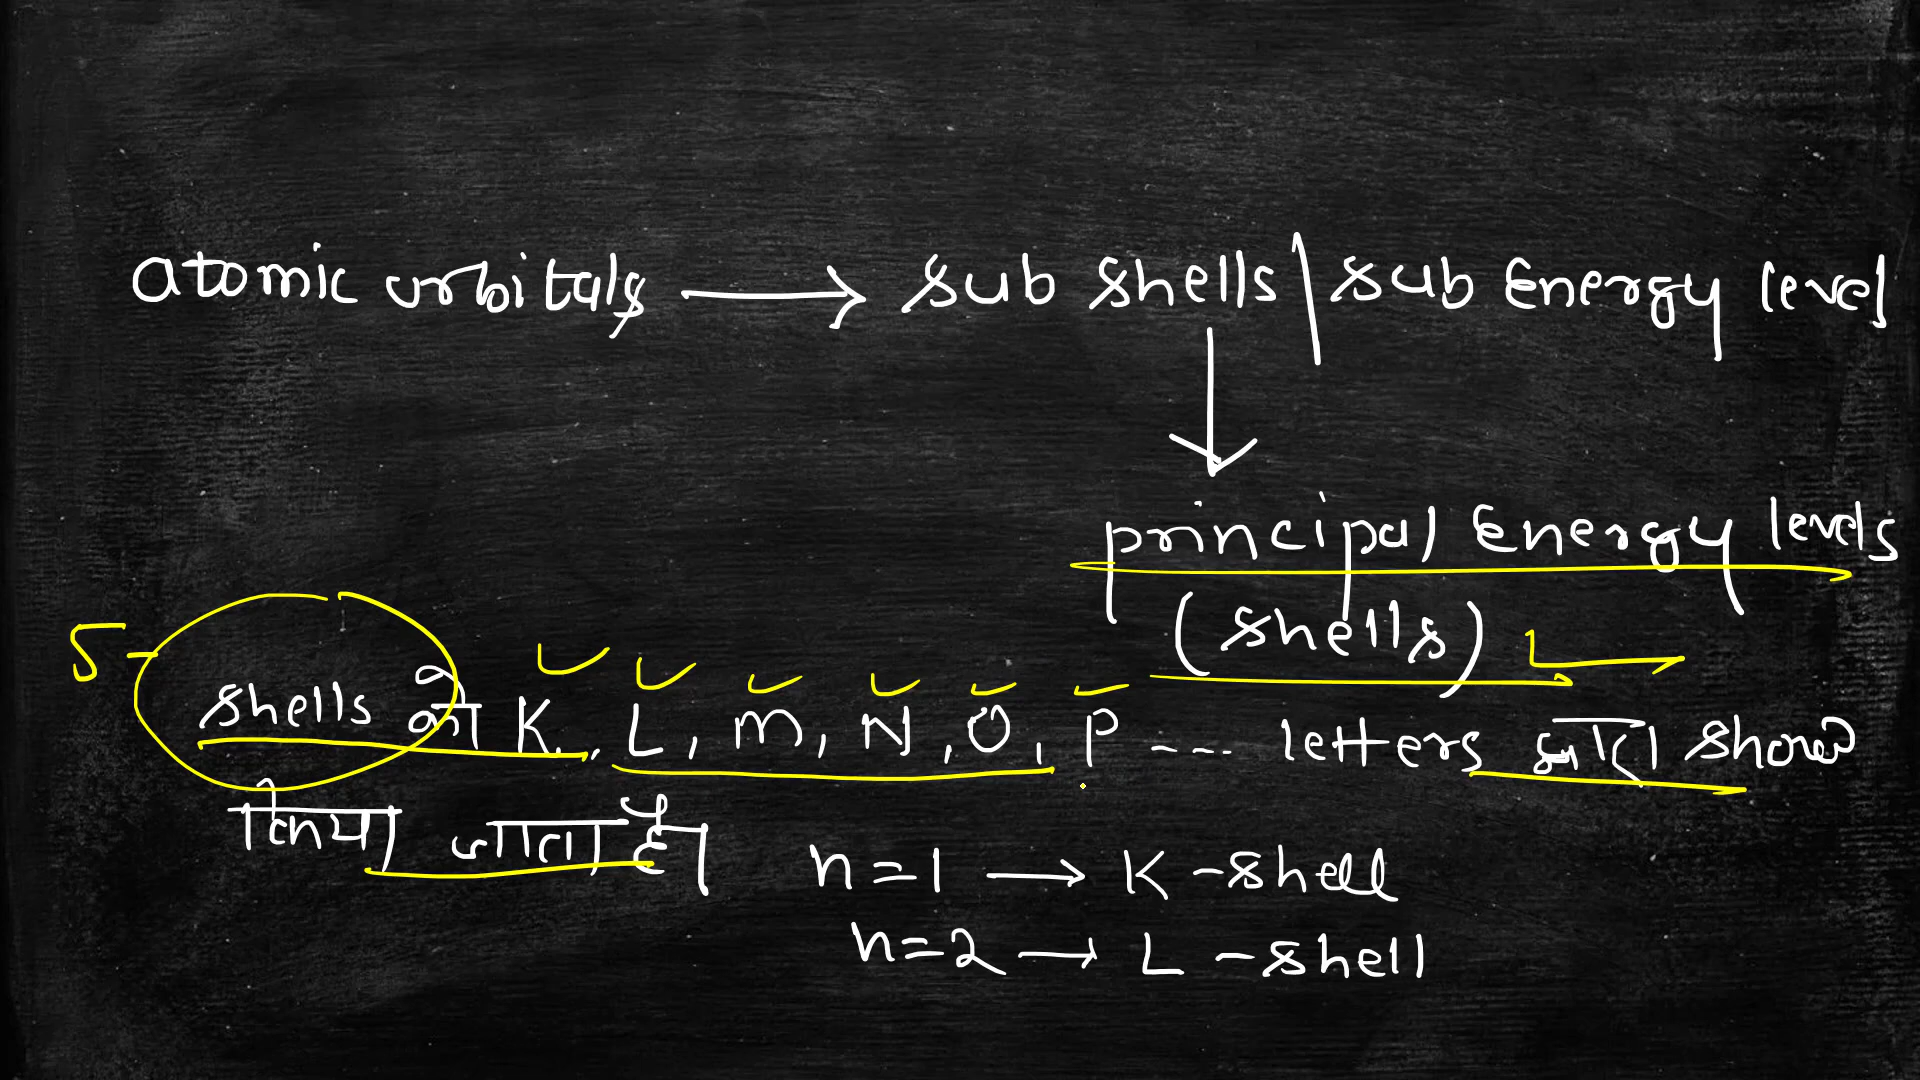 atomic orbitals → sub shells | sub Energy level
↓
principal Energy levels
(shells)
5-
shells को K, L, M, N, O, P ---- letters द्वारा show
किया जाता है|
n=1 → K-shell
n=2 → L-shell